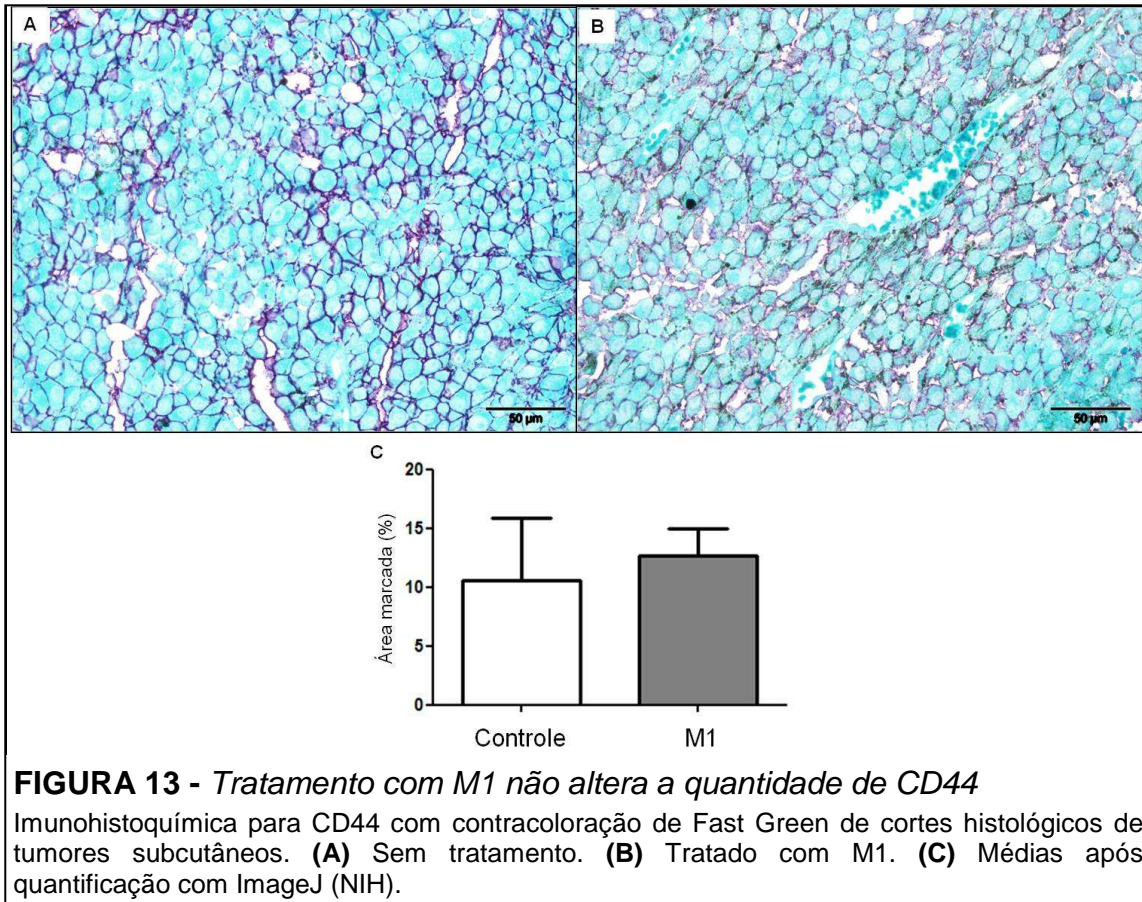 A
B
50 µm
50 µm
C
20
15
10
5
0
Área marcada (%)
Controle
M1
FIGURA 13 - Tratamento com M1 não altera a quantidade de CD44
Imunohistoquímica para CD44 com contracoloração de Fast Green de cortes histológicos de
tumores subcutâneos. (A) Sem tratamento. (B) Tratado com M1. (C) Médias após
quantificação com ImageJ (NIH).